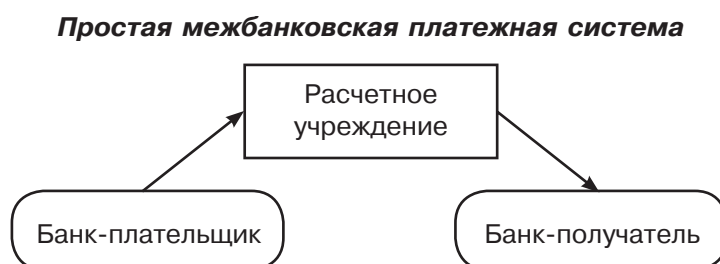 Простая межбанковская платежная система
Расчетное
учреждение
Банк-плательщик
Банк-получатель